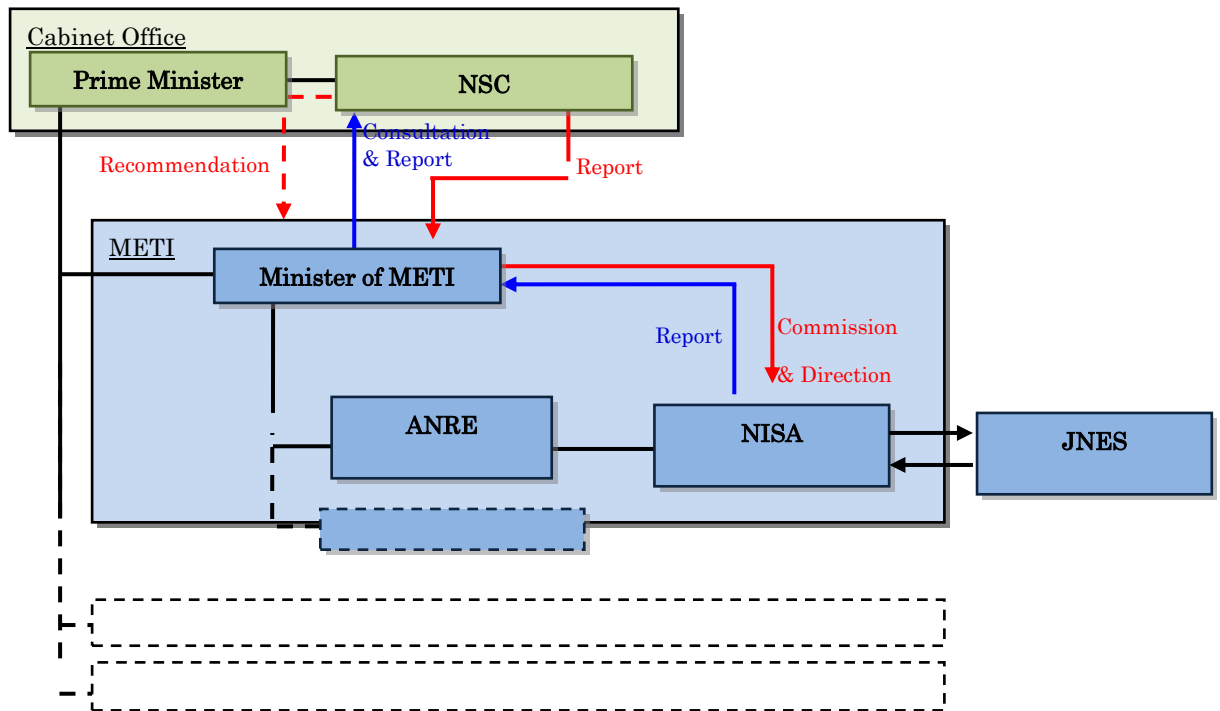 Cabinet Office
Prime Minister
NSC
Consultation
& Report
Recommendation
Report
METI
Minister of METI
Report
Commission
& Direction
ANRE
NISA
JNES